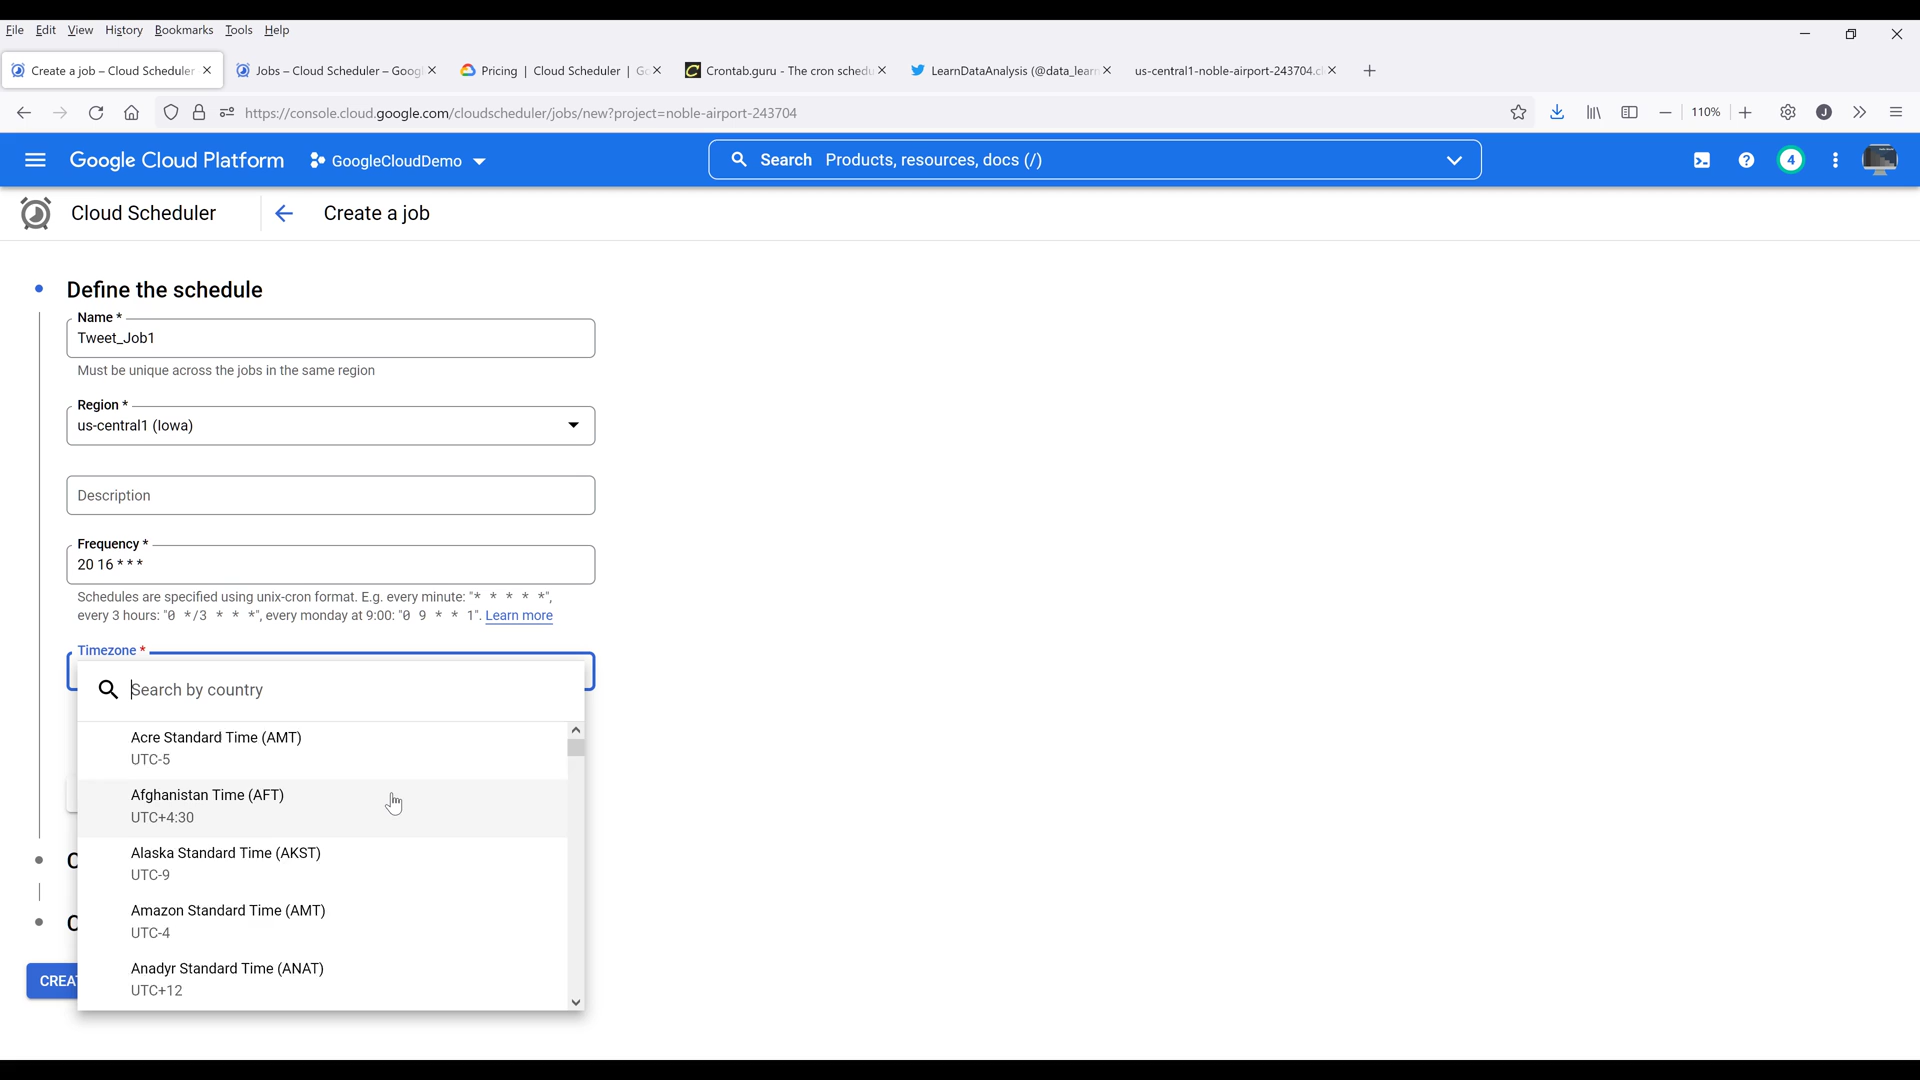 File Edit View History Bookmarks Tools Help
Create a job – Cloud Scheduler
Jobs – Cloud Scheduler – Googl
Pricing | Cloud Scheduler | Go
Crontab.guru - The cron schedu
LearnDataAnalysis (@data_learn
us-central1-noble-airport-243704.cl
https://console.cloud.google.com/cloudscheduler/jobs/new?project=noble-airport-243704
110%
J
Google Cloud Platform
GoogleCloudDemo
Search Products, resources, docs (/)
4
Cloud Scheduler
Create a job
Define the schedule
Name *
Tweet_Job1
Must be unique across the jobs in the same region
Region *
us-central1 (Iowa)
Description
Frequency *
20 16 * * *
Schedules are specified using unix-cron format. E.g. every minute: "* * * * *",
every 3 hours: "0 */3 * * *", every monday at 9:00: "0 9 * * 1". Learn more
Timezone *
Search by country
Acre Standard Time (AMT)
UTC-5
Afghanistan Time (AFT)
UTC+4:30
Alaska Standard Time (AKST)
UTC-9
Amazon Standard Time (AMT)
UTC-4
Anadyr Standard Time (ANAT)
UTC+12
C
C
CREA